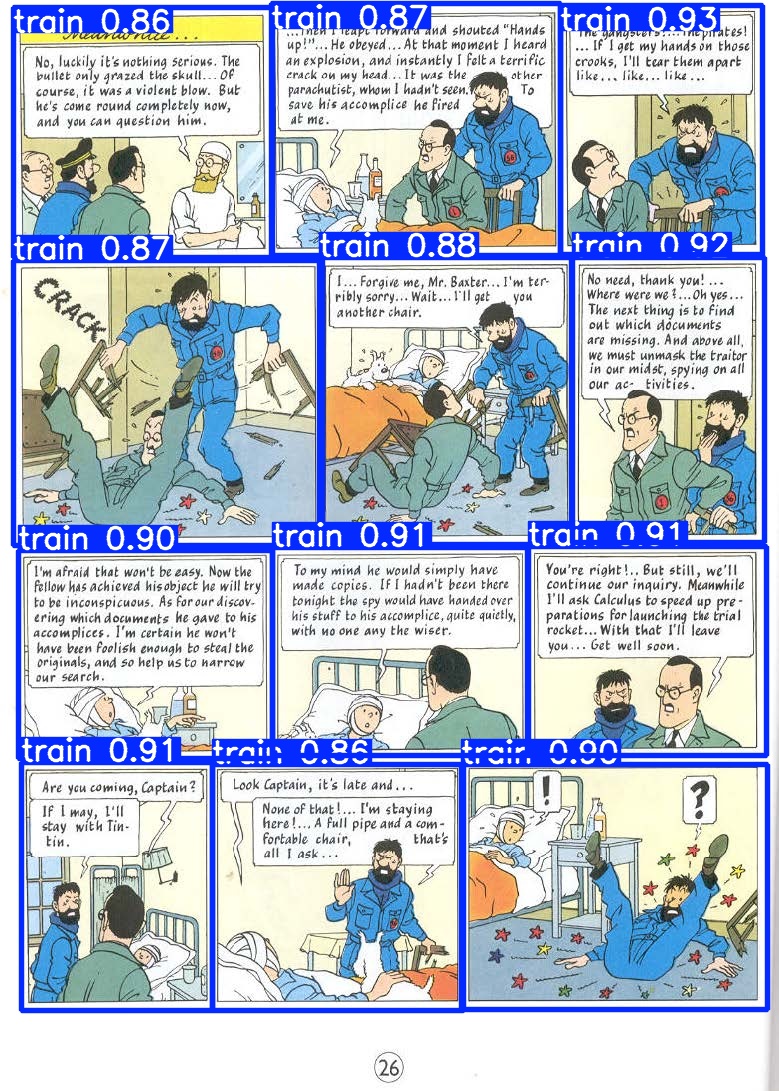 train 0.86
Meanwhile...
No, luckily it's nothing serious. The
bullet only grazed the skull... Of
course, it was a violent blow. But
he's come round completely now,
and you can question him.
train 0.87
...Then I leapt forward and shouted "Hands
up!"... He obeyed... At that moment I heard
an explosion, and instantly I felt a terrific
crack on my head... It was the other
parachutist, whom I hadn't seen. To
save his accomplice he fired
at me.
train 0.93
The gangsters!... The pirates!
... If I get my hands on those
crooks, I'll tear them apart
like... like... like...
train 0.87
CRACK
train 0.88
I... Forgive me, Mr. Baxter... I'm ter-
ribly sorry... Wait... I'll get you
another chair.
train 0.92
No need, thank you! ...
Where were we?... Oh yes...
The next thing is to find
out which documents
are missing. And above all,
we must unmask the traitor
in our midst, spying on all
our ac- tivities.
train 0.90
I'm afraid that won't be easy. Now the
fellow has achieved his object he will try
to be inconspicuous. As for our discov-
ering which documents he gave to his
accomplices. I'm certain he won't
have been foolish enough to steal the
originals, and so help us to narrow
our search.
train 0.91
To my mind he would simply have
made copies. If I hadn't been there
tonight the spy would have handed over
his stuff to his accomplice, quite quietly,
with no one any the wiser.
train 0.91
You're right!.. But still, we'll
continue our inquiry. Meanwhile
I'll ask Calculus to speed up pre-
parations for launching the trial
rocket... With that I'll leave
you... Get well soon.
train 0.91
Are you coming, Captain?
If I may, I'll
stay with Tin-
tin.
train 0.86
Look Captain, it's late and...
None of that!... I'm staying
here!... A full pipe and a com-
fortable chair, that's
all I ask...
train 0.90
!
?
26